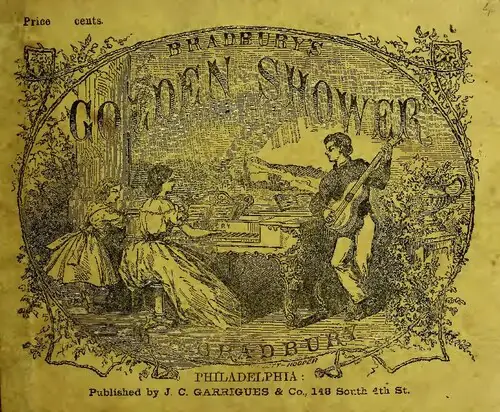 Price cents.
BRADBURY'S
GOLDEN SHOWER
BRADBURY
PHILADELPHIA:
Published by J. C. GARRIGUES & Co., 148 South 4th St.